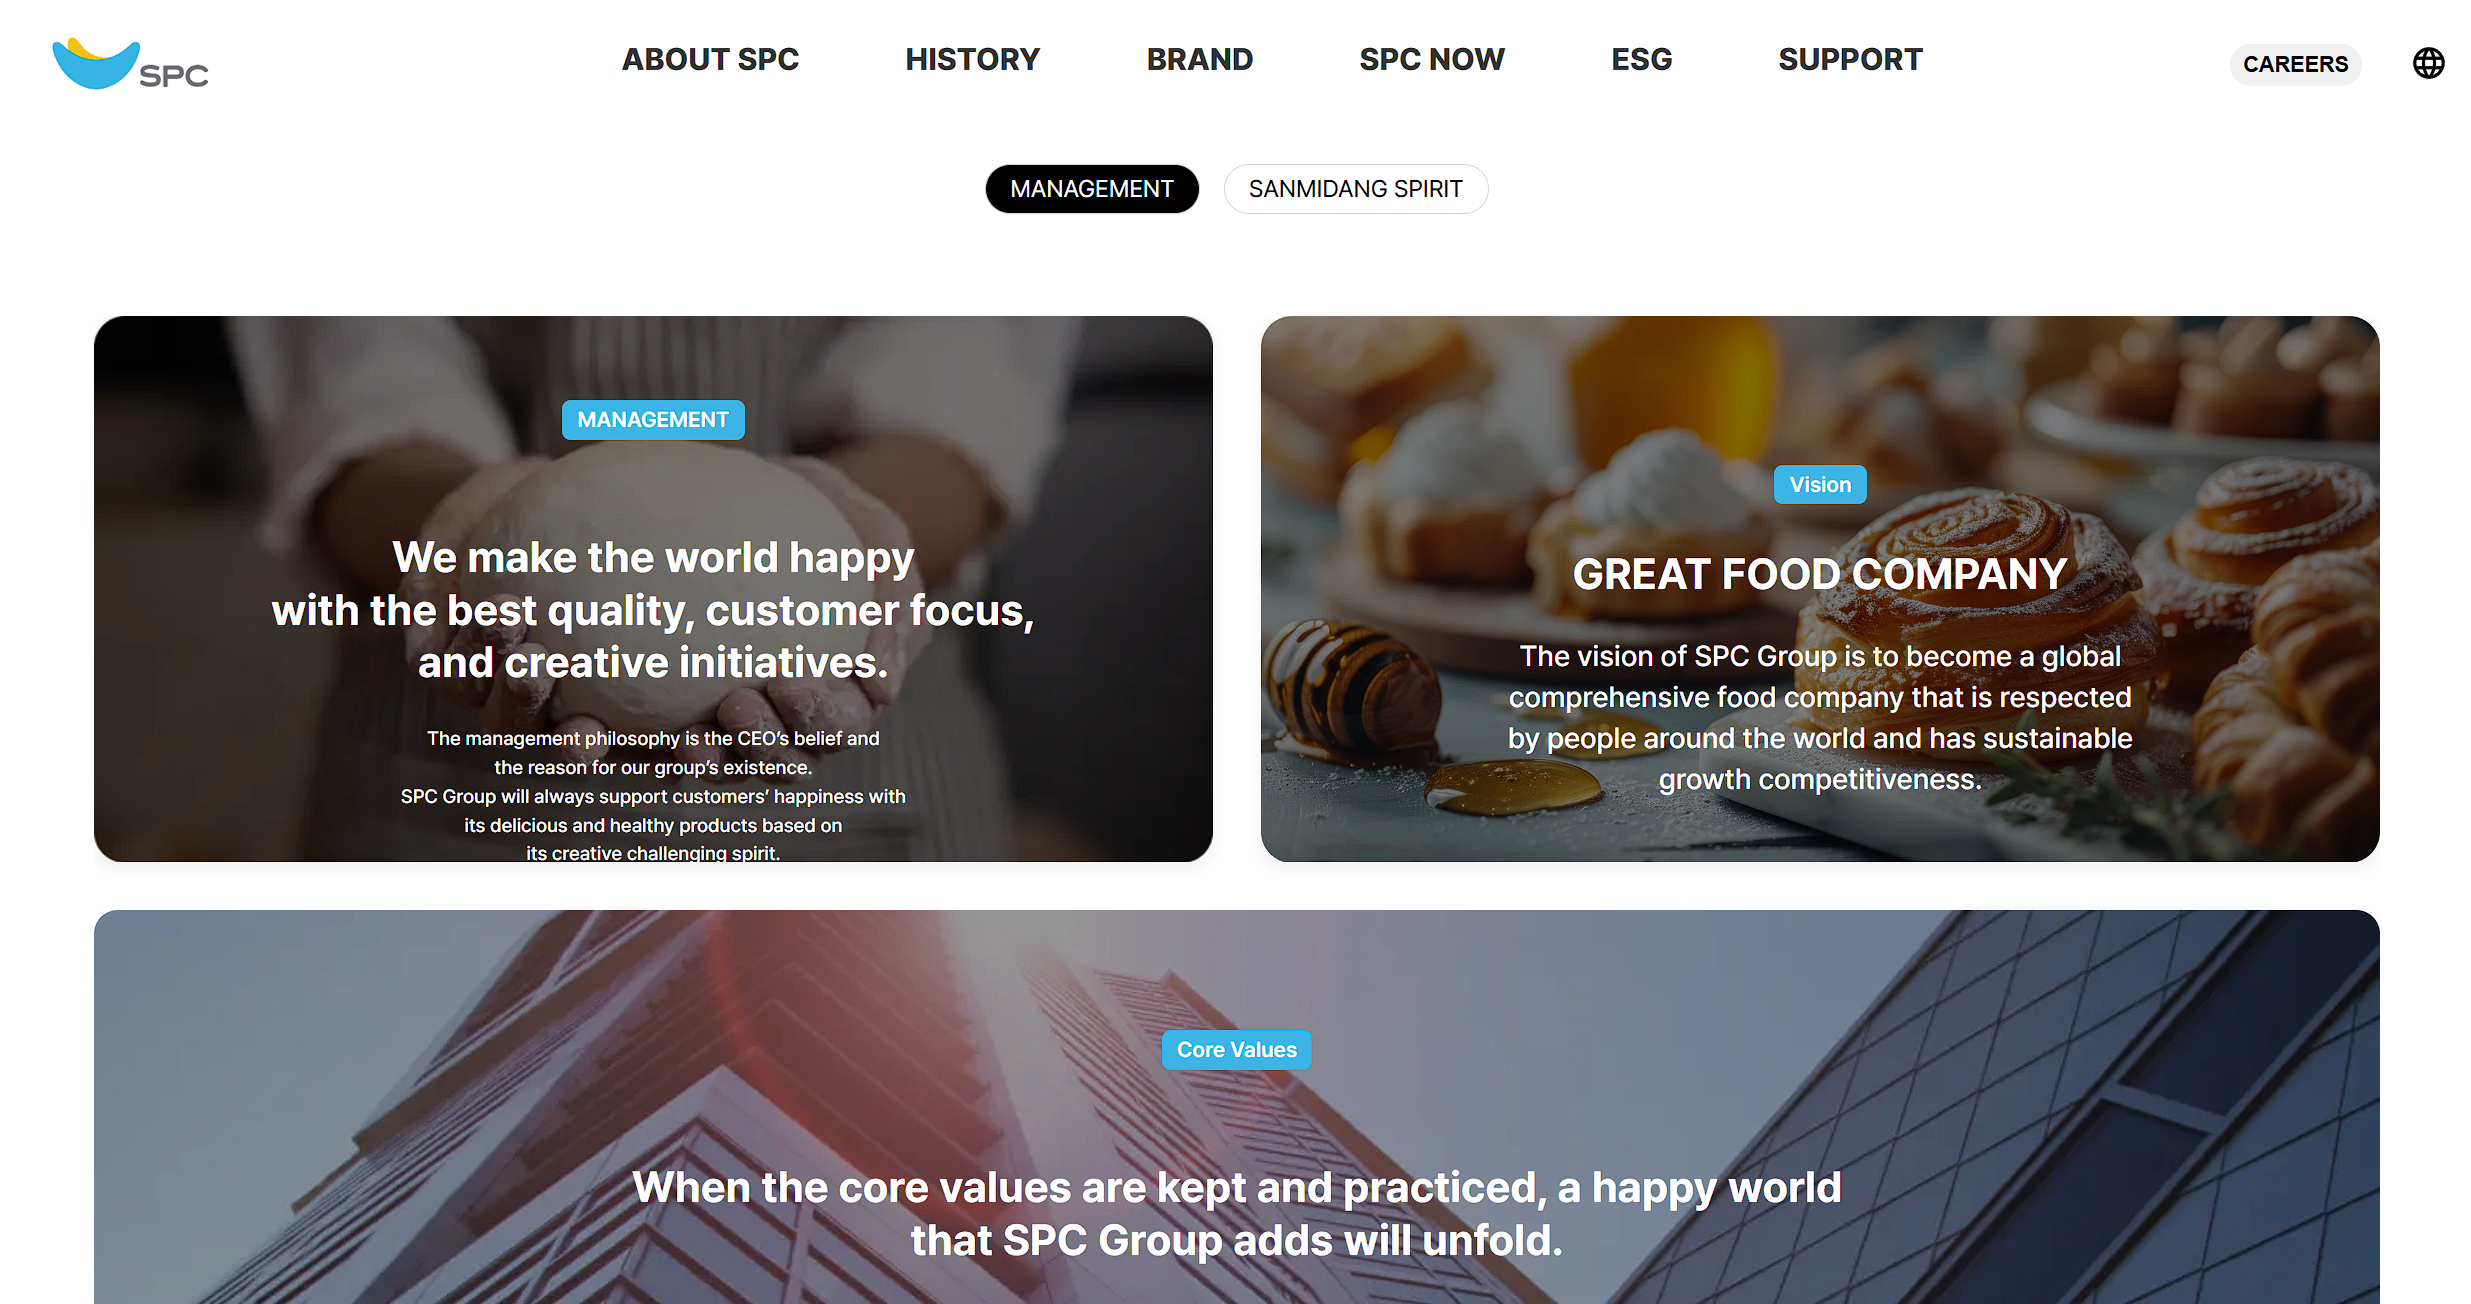 SPC
ABOUT SPC
HISTORY
BRAND
SPC NOW
ESG
SUPPORT
CAREERS
MANAGEMENT
SANMIDANG SPIRIT
MANAGEMENT
We make the world happy
with the best quality, customer focus,
and creative initiatives.
The management philosophy is the CEO’s belief and
the reason for our group’s existence.
SPC Group will always support customers’ happiness with
its delicious and healthy products based on
its creative challenging spirit.
Vision
GREAT FOOD COMPANY
The vision of SPC Group is to become a global
comprehensive food company that is respected
by people around the world and has sustainable
growth competitiveness.
Core Values
When the core values are kept and practiced, a happy world
that SPC Group adds will unfold.